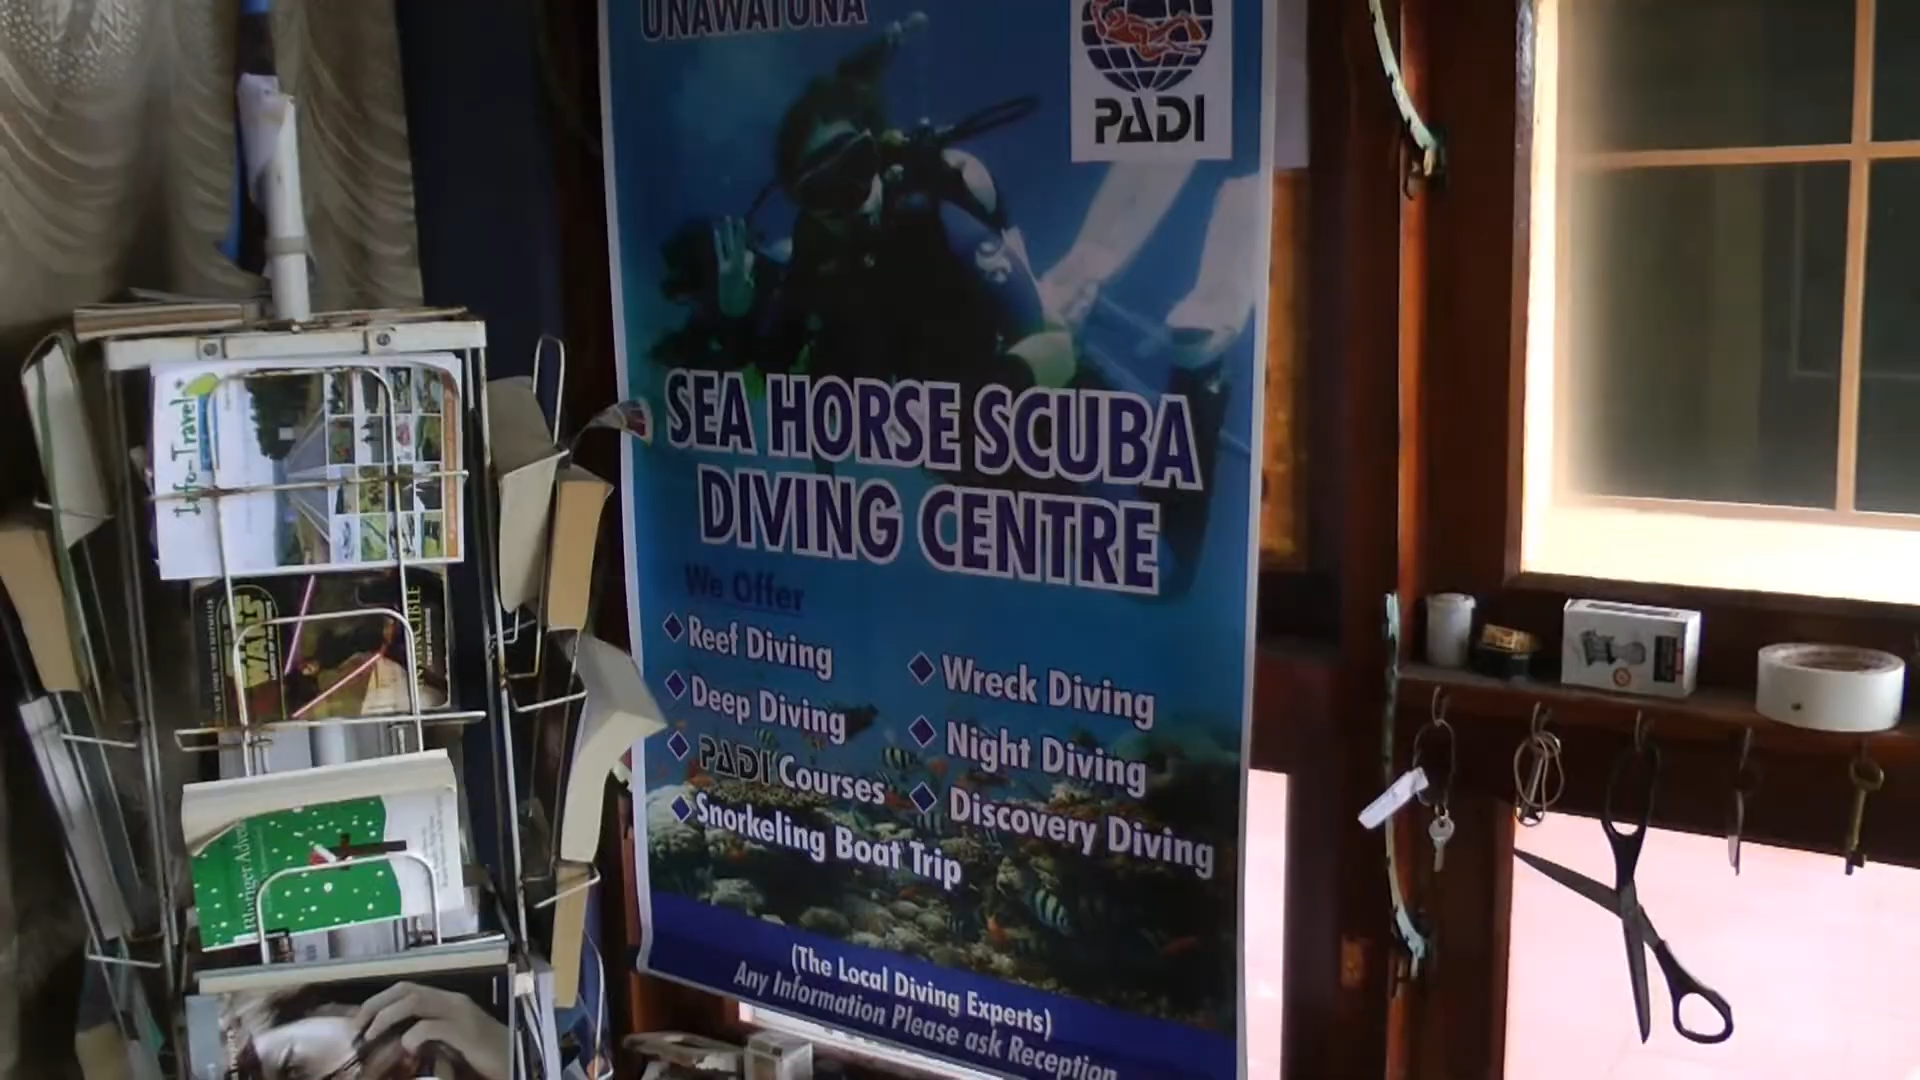 UNAWATUNA
PADI
SEA HORSE SCUBA
DIVING CENTRE
We Offer
Reef Diving
Deep Diving
PADI Courses
Snorkeling Boat Trip
Wreck Diving
Night Diving
Discovery Diving
(The Local Diving Experts)
Any Information Please ask Reception
Info-Travel
WARS